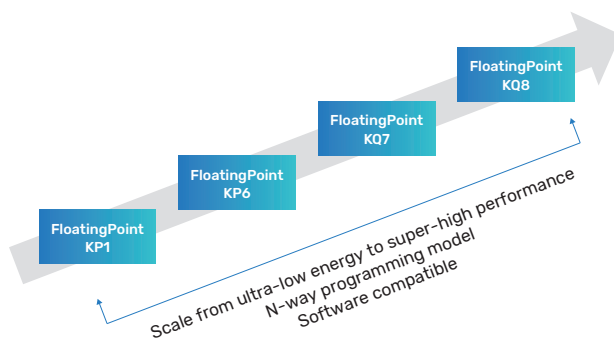 FloatingPoint
KQ8
FloatingPoint
KQ7
FloatingPoint
KP6
FloatingPoint
KP1
Scale from ultra-low energy to super-high performance
N-way programming model
Software compatible